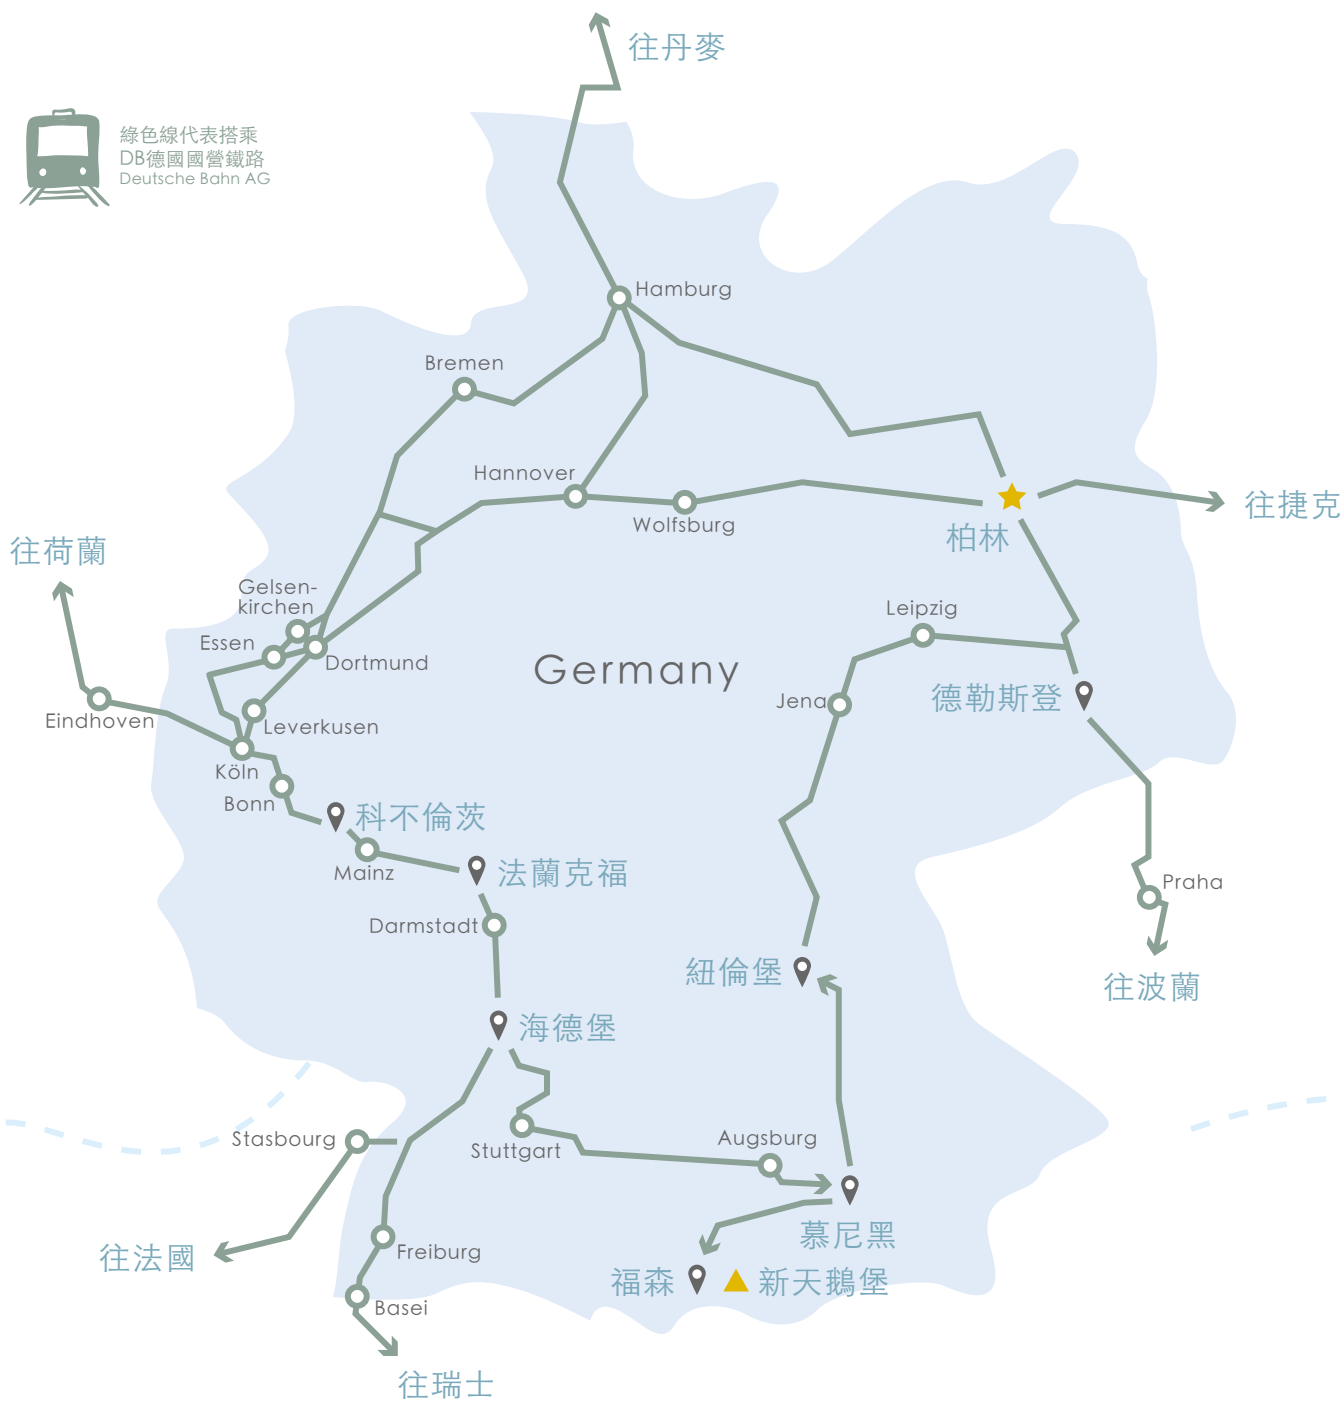 往丹麥
綠色線代表搭乘
DB德國國營鐵路
Deutsche Bahn AG
Hamburg
Bremen
Hannover
Wolfsburg
往捷克
柏林
往荷蘭
Gelsen-
kirchen
Essen
Dortmund
Leipzig
Germany
德勒斯登
Jena
Eindhoven
Leverkusen
Köln
Bonn
科不倫茨
Mainz
法蘭克福
Praha
Darmstadt
紐倫堡
往波蘭
海德堡
Stasbourg
Stuttgart
Augsburg
慕尼黑
往法國
Freiburg
福森
新天鵝堡
Basei
往瑞士